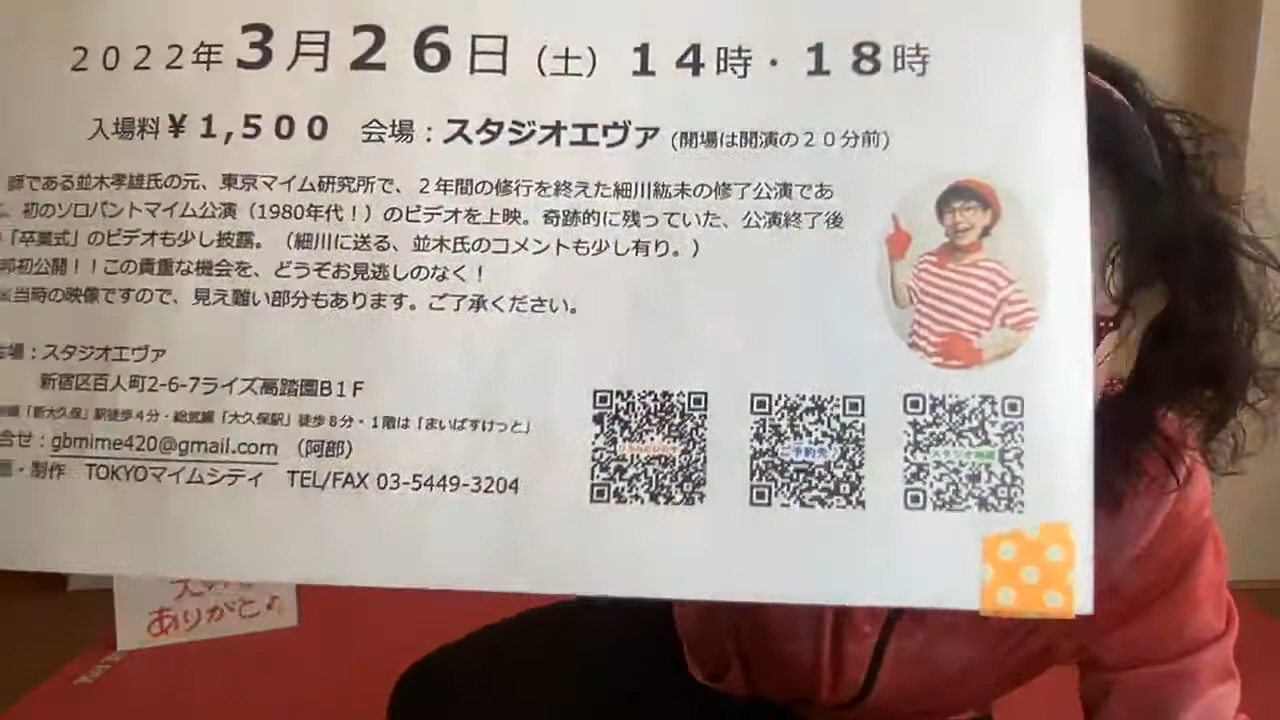 2022年3月26日（土）14時・18時
入場料￥1,500 会場：スタジオエヴァ (開場は開演の20分前)
師である並木孝雄氏の元、東京マイム研究所で、2年間の修行を終えた細川紘未の修了公演であ
初のソロパントマイム公演（1980年代！）のビデオを上映。奇跡的に残っていた、公演終了後
「卒業式」のビデオも少し披露。（細川に送る、並木氏のコメントも少し有り。）
初公開！！この貴重な機会を、どうぞお見逃しのなく！
※当時の映像ですので、見え難い部分もあります。ご了承ください。
場：スタジオエヴァ
新宿区百人町2-6-7ライズ高踏園B1F
「新大久保」駅徒歩4分・総武線「大久保駅」徒歩8分・1階は「まいばすけっと」
合せ：gbmime420@gmail.com （阿部）
・制作 TOKYOマイムシティ TEL/FAX 03-5449-3204
ご予約先
ありがと♪